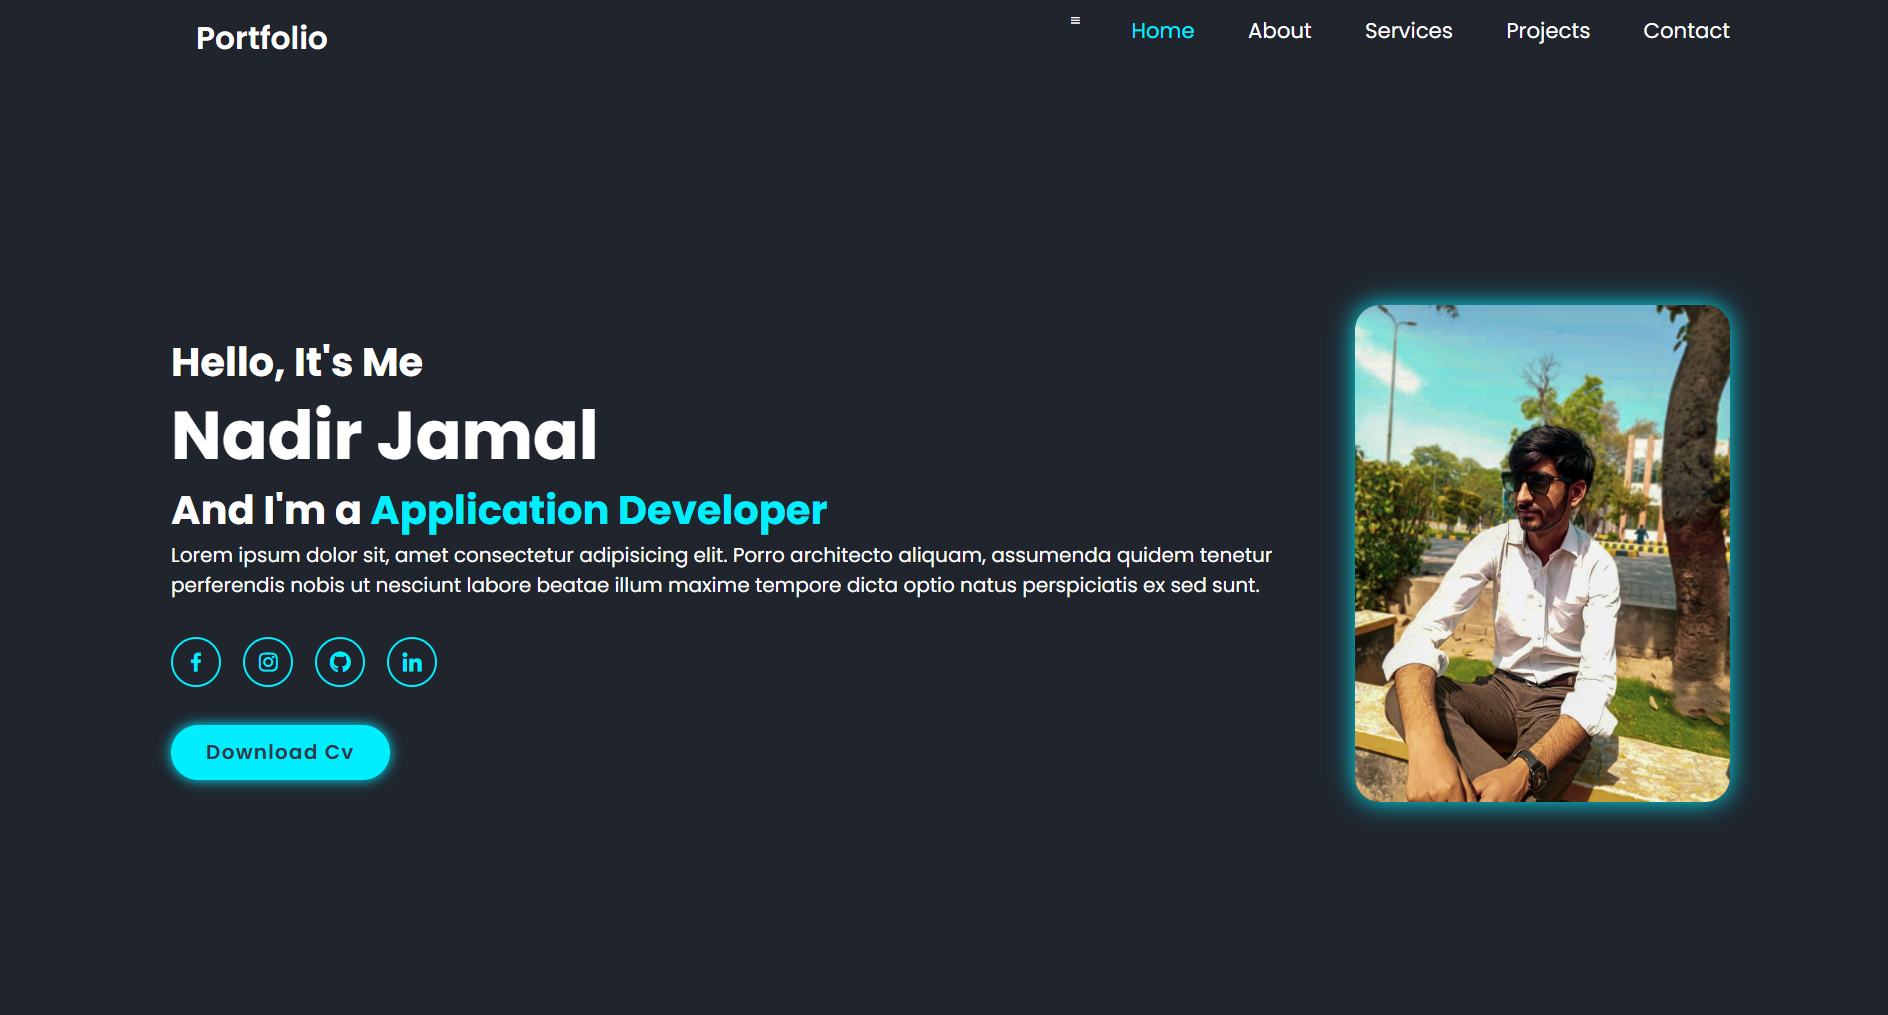 Portfolio
Home About Services Projects Contact
Hello, It's Me
Nadir Jamal
And I'm a Application Developer
Lorem ipsum dolor sit, amet consectetur adipisicing elit. Porro architecto aliquam, assumenda quidem tenetur
perferendis nobis ut nesciunt labore beatae illum maxime tempore dicta optio natus perspiciatis ex sed sunt.
Download Cv